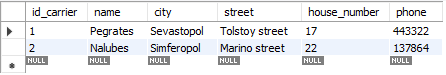 id_carrier name city street house_number phone
1 Pegrates Sevastopol Tolstoy street 17 443322
2 Nalubes Simferopol Marino street 22 137864
NULL NULL NULL NULL NULL NULL